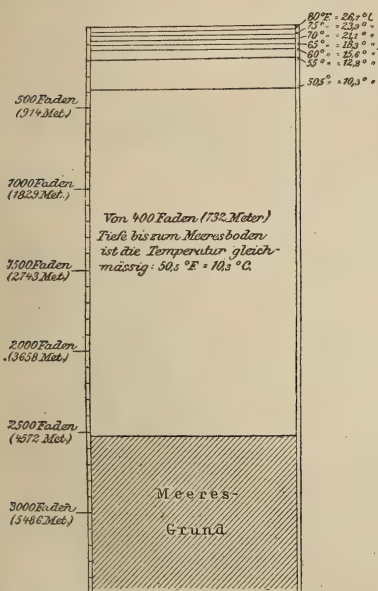 80°F. = 26,7°C.
75° " = 23,9° "
70° " = 21,1° "
65° " = 18,3° "
60° " = 15,6° "
55° " = 12,8° "
50,5° " = 10,3° "
500 Faden
(914 Met.)
1000 Faden
(1829 Met.)
Von 400 Faden (732 Meter)
Tiefe bis zum Meeresboden
ist die Temperatur gleich-
mässig: 50,5 °F = 10,3 °C.
1500 Faden
(2743 Met.)
2000 Faden
(3658 Met.)
2500 Faden
(4572 Met.)
Meeres-
Grund
3000 Faden
(5486 Met.)